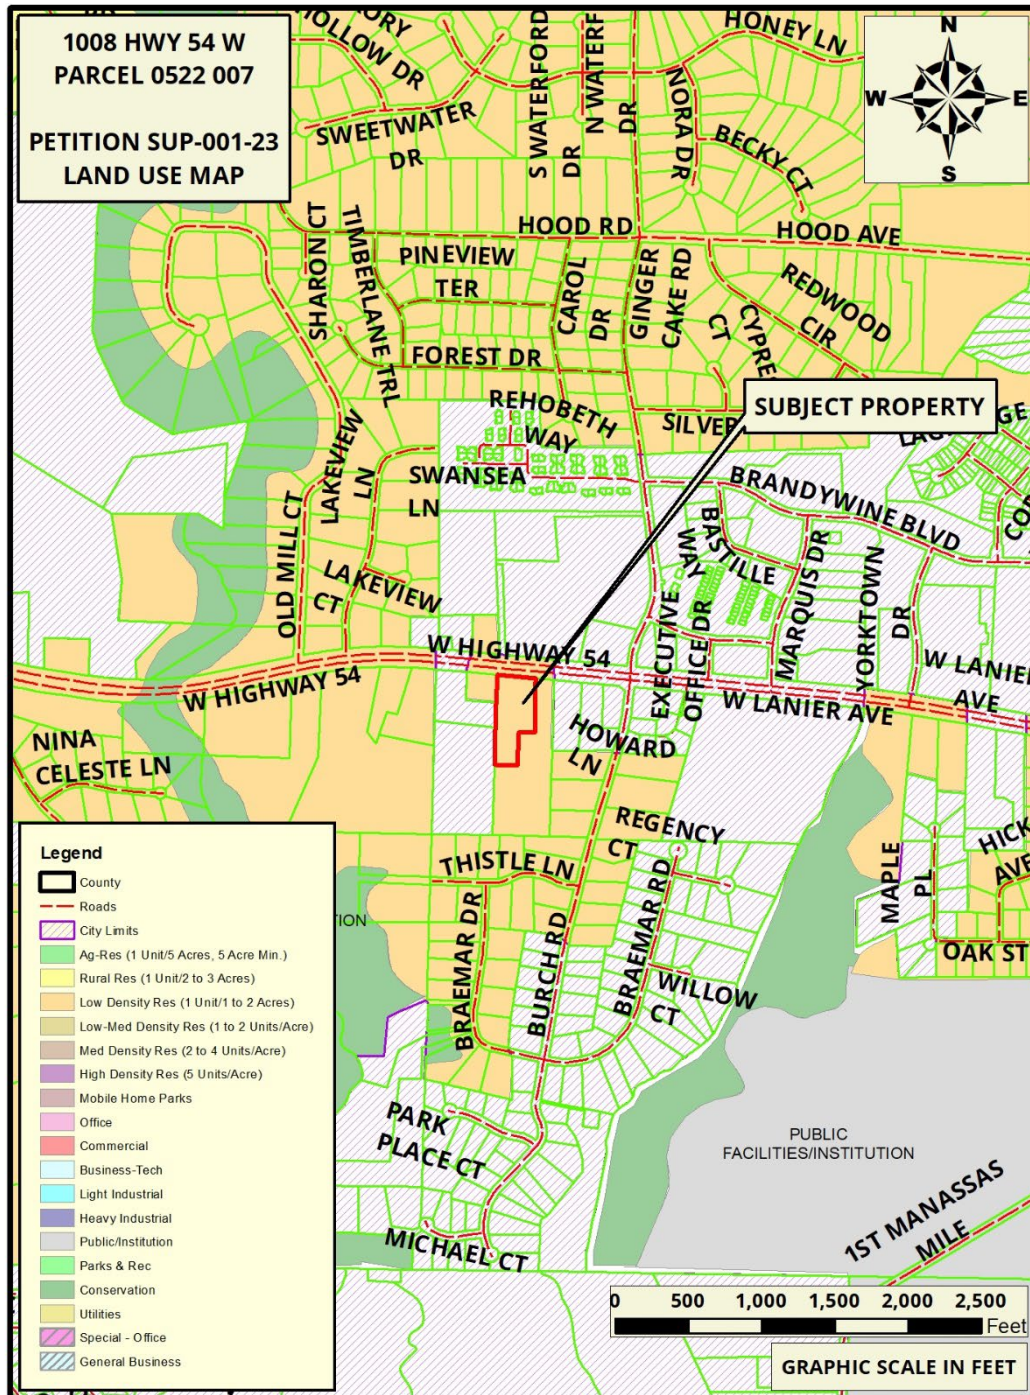 1008 HWY 54 W
PARCEL 0522 007
PETITION SUP-001-23
LAND USE MAP
N
W
E
S
HOLLOW DR
SWEETWATER
DR
S WATERFORD
DR
N WATERF
DR
HONEY LN
NORA DR
BECKY CT
HOOD RD
HOOD AVE
SHARON CT
TIMBERLANE TRL
PINEVIEW
TER
CAROL
DR
GINGER
CAKE RD
REDWOOD
CIR
CT
FOREST DR
REHOBETH
WAY
SILVER
SUBJECT PROPERTY
SWANSEA
LN
LAKEVIEW
LN
OLD MILL CT
LAKEVIEW
CT
BRANDYWINE BLVD
BASTILLE
WAY
MARQUIS DR
YORKTOWN
DR
EXECUTIVE
OFFICE DR
W HIGHWAY 54
W HIGHWAY 54
W LANIER AVE
W LANIER
AVE
HOWARD
LN
NINA
CELESTE LN
REGENCY
CT
THISTLE LN
BRAEMAR DR
BURCH RD
BRAEMAR RD
WILLOW
CT
MAPLE
PL
HICK
AVE
OAK ST
PARK
PLACE CT
MICHAEL CT
PUBLIC
FACILITIES/INSTITUTION
1ST MANASSAS
MILE
Legend
County
Roads
City Limits
Ag-Res (1 Unit/5 Acres, 5 Acre Min.)
Rural Res (1 Unit/2 to 3 Acres)
Low Density Res (1 Unit/1 to 2 Acres)
Low-Med Density Res (1 to 2 Units/Acre)
Med Density Res (2 to 4 Units/Acre)
High Density Res (5 Units/Acre)
Mobile Home Parks
Office
Commercial
Business-Tech
Light Industrial
Heavy Industrial
Public/Institution
Parks & Rec
Conservation
Utilities
Special - Office
General Business
0 500 1,000 1,500 2,000 2,500
Feet
GRAPHIC SCALE IN FEET